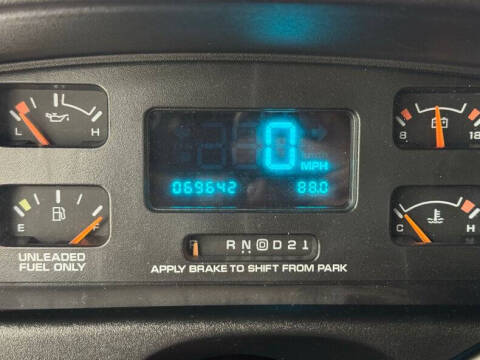 L H
8 18
0 MPH
069642 88.0
E F
C H
P R N D D 2 1
UNLEADED
FUEL ONLY
APPLY BRAKE TO SHIFT FROM PARK